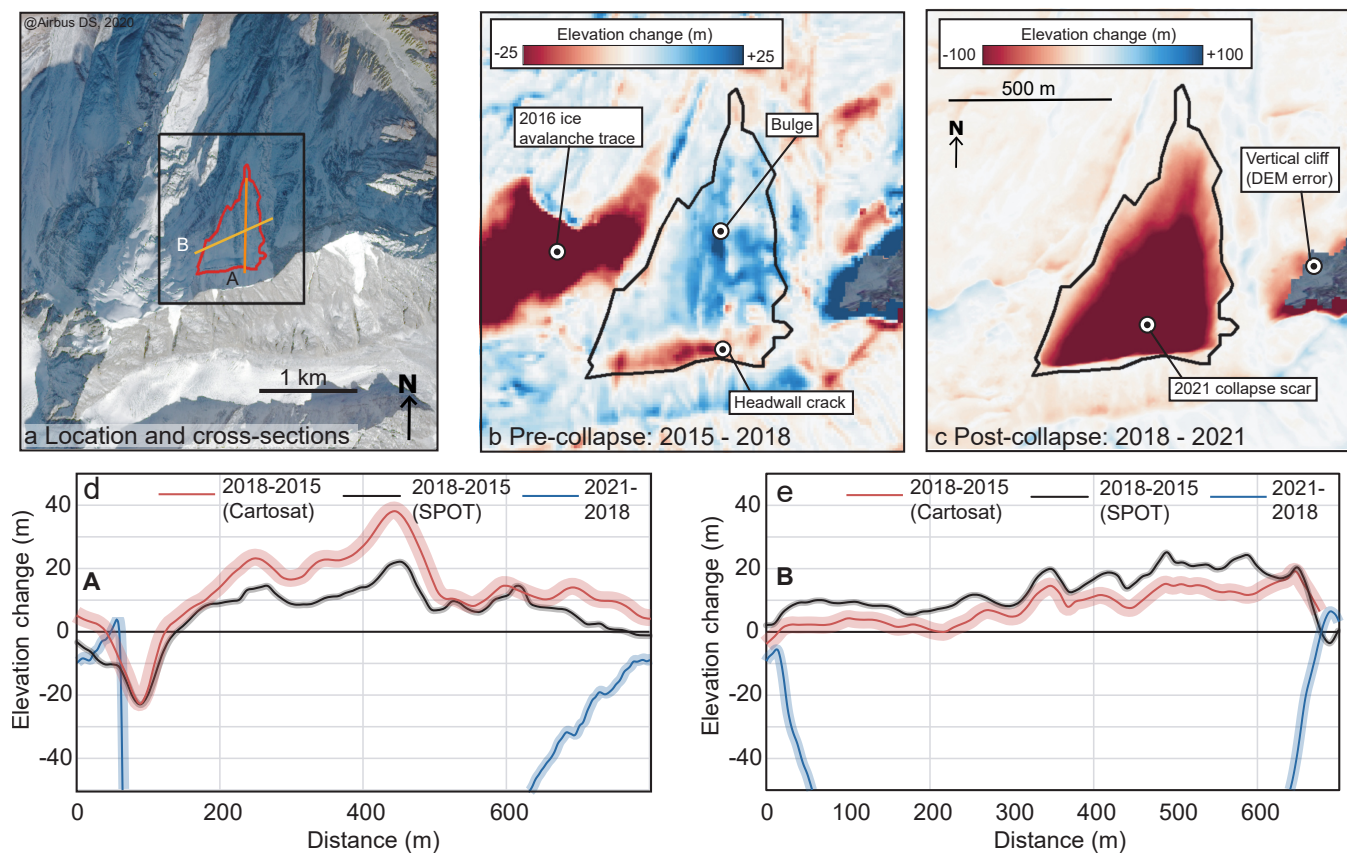 @Airbus DS, 2020
B
A
1 km
N
a Location and cross-sections
Elevation change (m)
-25
+25
2016 ice
avalanche trace
Bulge
Headwall crack
b Pre-collapse: 2015 - 2018
Elevation change (m)
-100
+100
500 m
N
Vertical cliff
(DEM error)
2021 collapse scar
c Post-collapse: 2018 - 2021
d
2018-2015
(Cartosat)
2018-2015
(SPOT)
2021-
2018
A
Elevation change (m)
40
20
0
-20
-40
0
200
400
600
Distance (m)
e
2018-2015
(Cartosat)
2018-2015
(SPOT)
2021-
2018
B
Elevation change (m)
40
20
0
-20
-40
0
100
200
300
400
500
600
Distance (m)